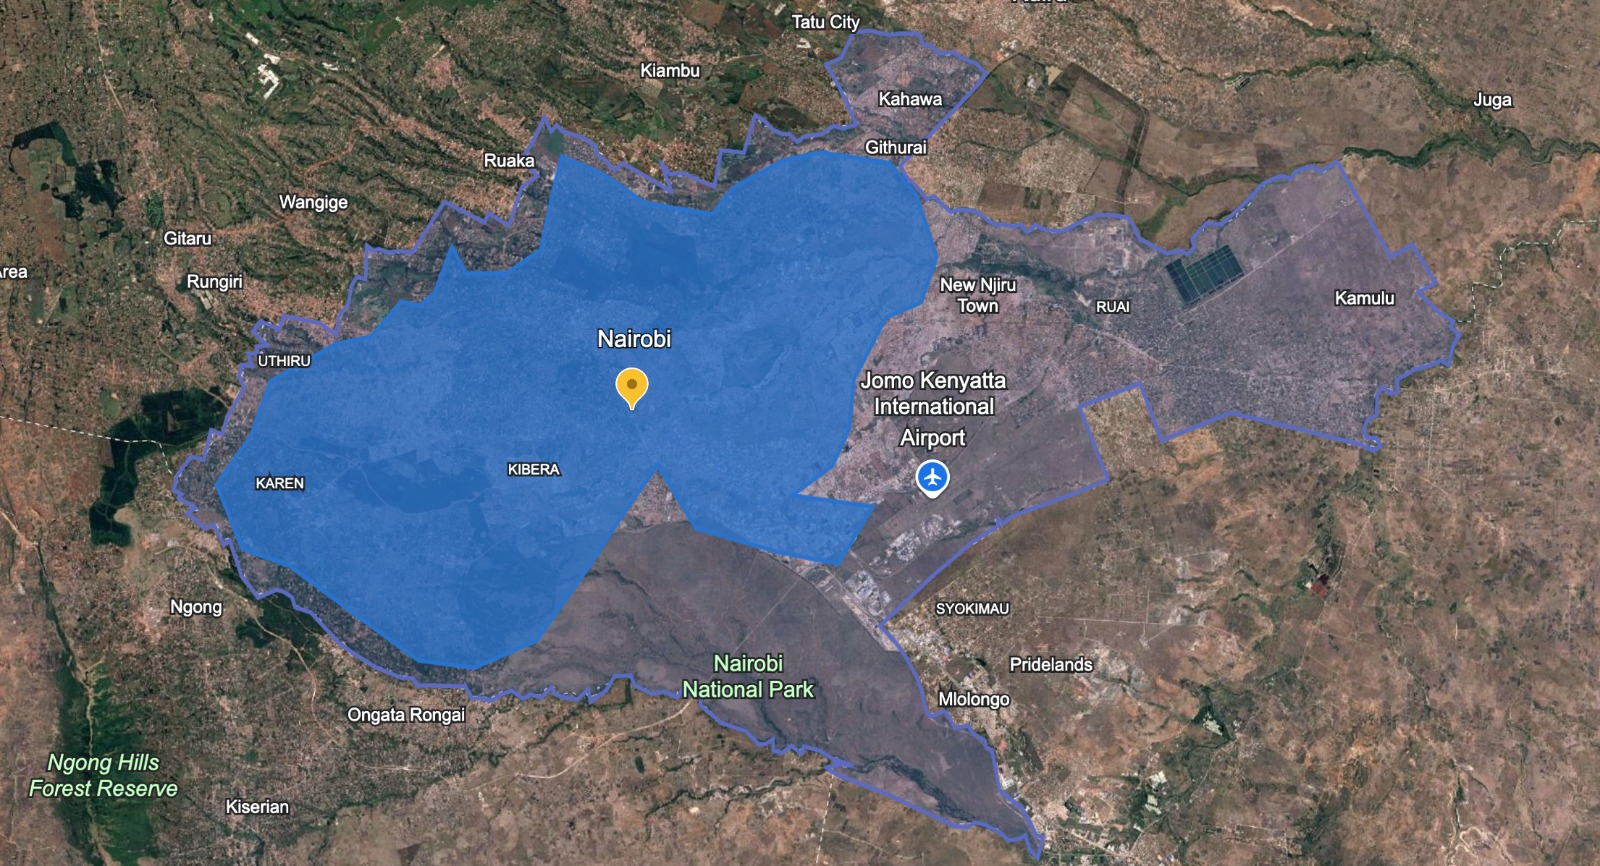 Tatu City
Kiambu
Kahawa
Juga
Githurai
Ruaka
Wangige
Gitaru
Rungiri
New Njiru
Town
RUAI
Kamulu
Nairobi
UTHIRU
Jomo Kenyatta
International
Airport
KAREN
KIBERA
Ngong
SYOKIMAU
Nairobi
National Park
Pridelands
Mlolongo
Ongata Rongai
Ngong Hills
Forest Reserve
Kiserian